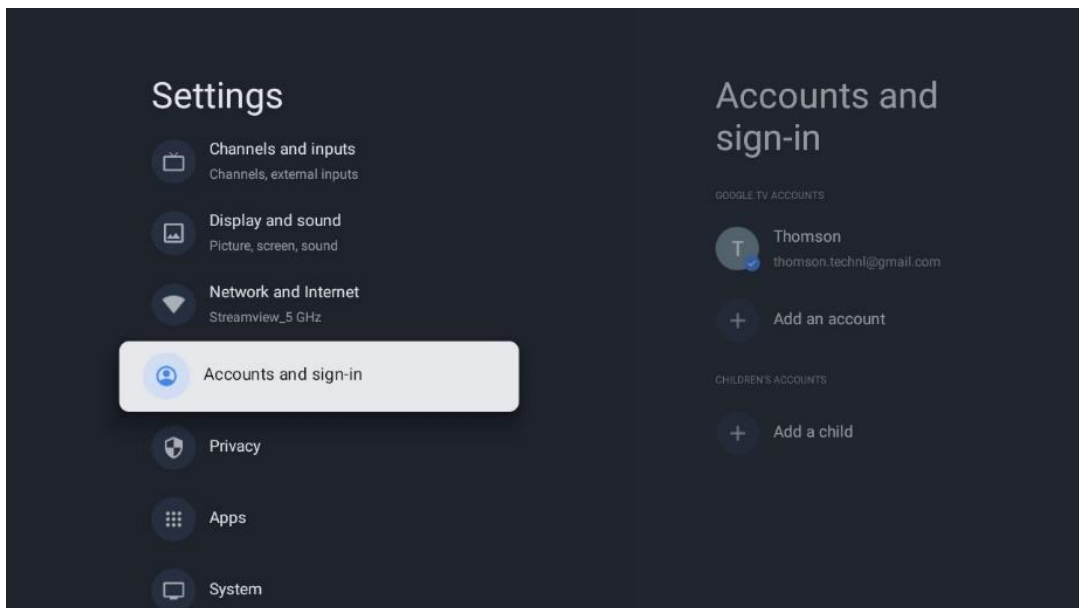 Settings
Channels and inputs
Channels, external inputs
Display and sound
Picture, screen, sound
Network and Internet
Streamview_5 GHz
Accounts and sign-in
Privacy
Apps
System
Accounts and
sign-in
GOOGLE TV ACCOUNTS
T
Thomson
thomson.technl@gmail.com
Add an account
CHILDREN'S ACCOUNTS
Add a child